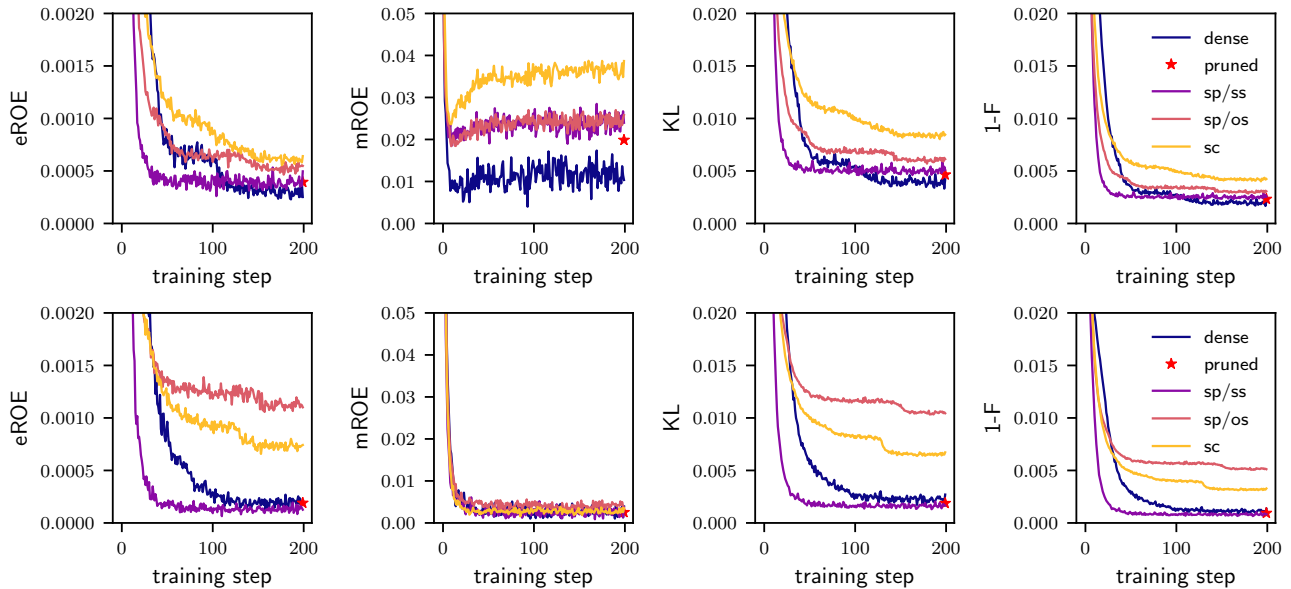 0.0020
0.0015
0.0010
0.0005
0.0000
eROE
0
100
200
training step
0.05
0.04
0.03
0.02
0.01
0.00
mROE
0
100
200
training step
0.020
0.015
0.010
0.005
0.000
KL
0
100
200
training step
0.020
0.015
0.010
0.005
0.000
1-F
0
100
200
training step
dense
pruned
sp/ss
sp/os
sc
0.0020
0.0015
0.0010
0.0005
0.0000
eROE
0
100
200
training step
0.05
0.04
0.03
0.02
0.01
0.00
mROE
0
100
200
training step
0.020
0.015
0.010
0.005
0.000
KL
0
100
200
training step
0.020
0.015
0.010
0.005
0.000
1-F
0
100
200
training step
dense
pruned
sp/ss
sp/os
sc